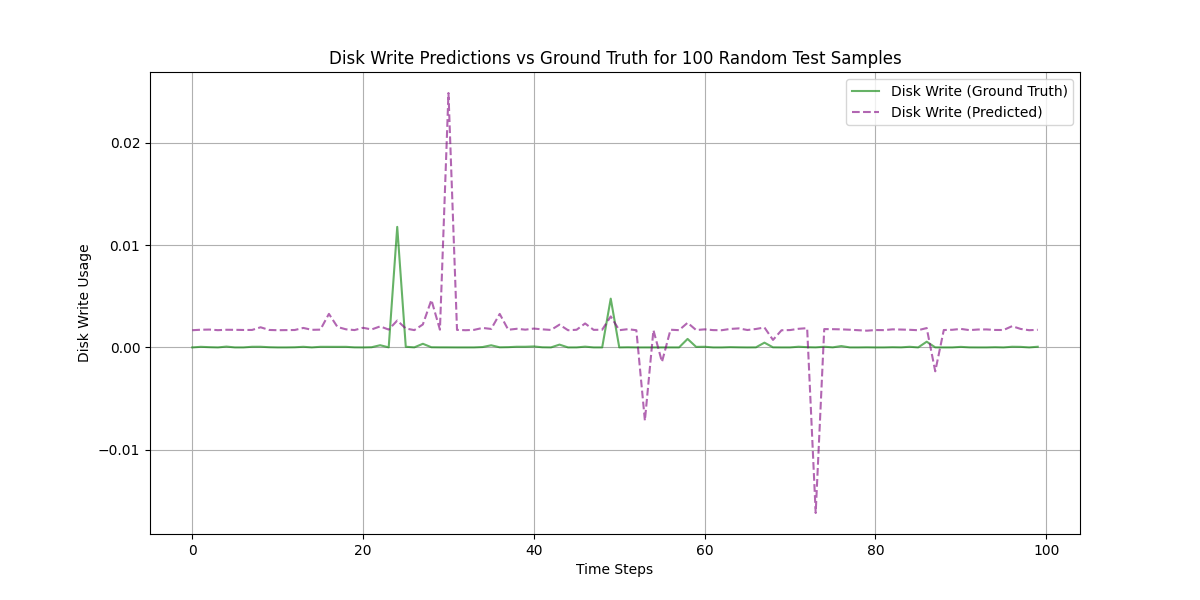 Disk Write Predictions vs Ground Truth for 100 Random Test Samples
Disk Write (Ground Truth)
Disk Write (Predicted)
Disk Write Usage
0.02
0.01
0.00
−0.01
0
20
40
60
80
100
Time Steps